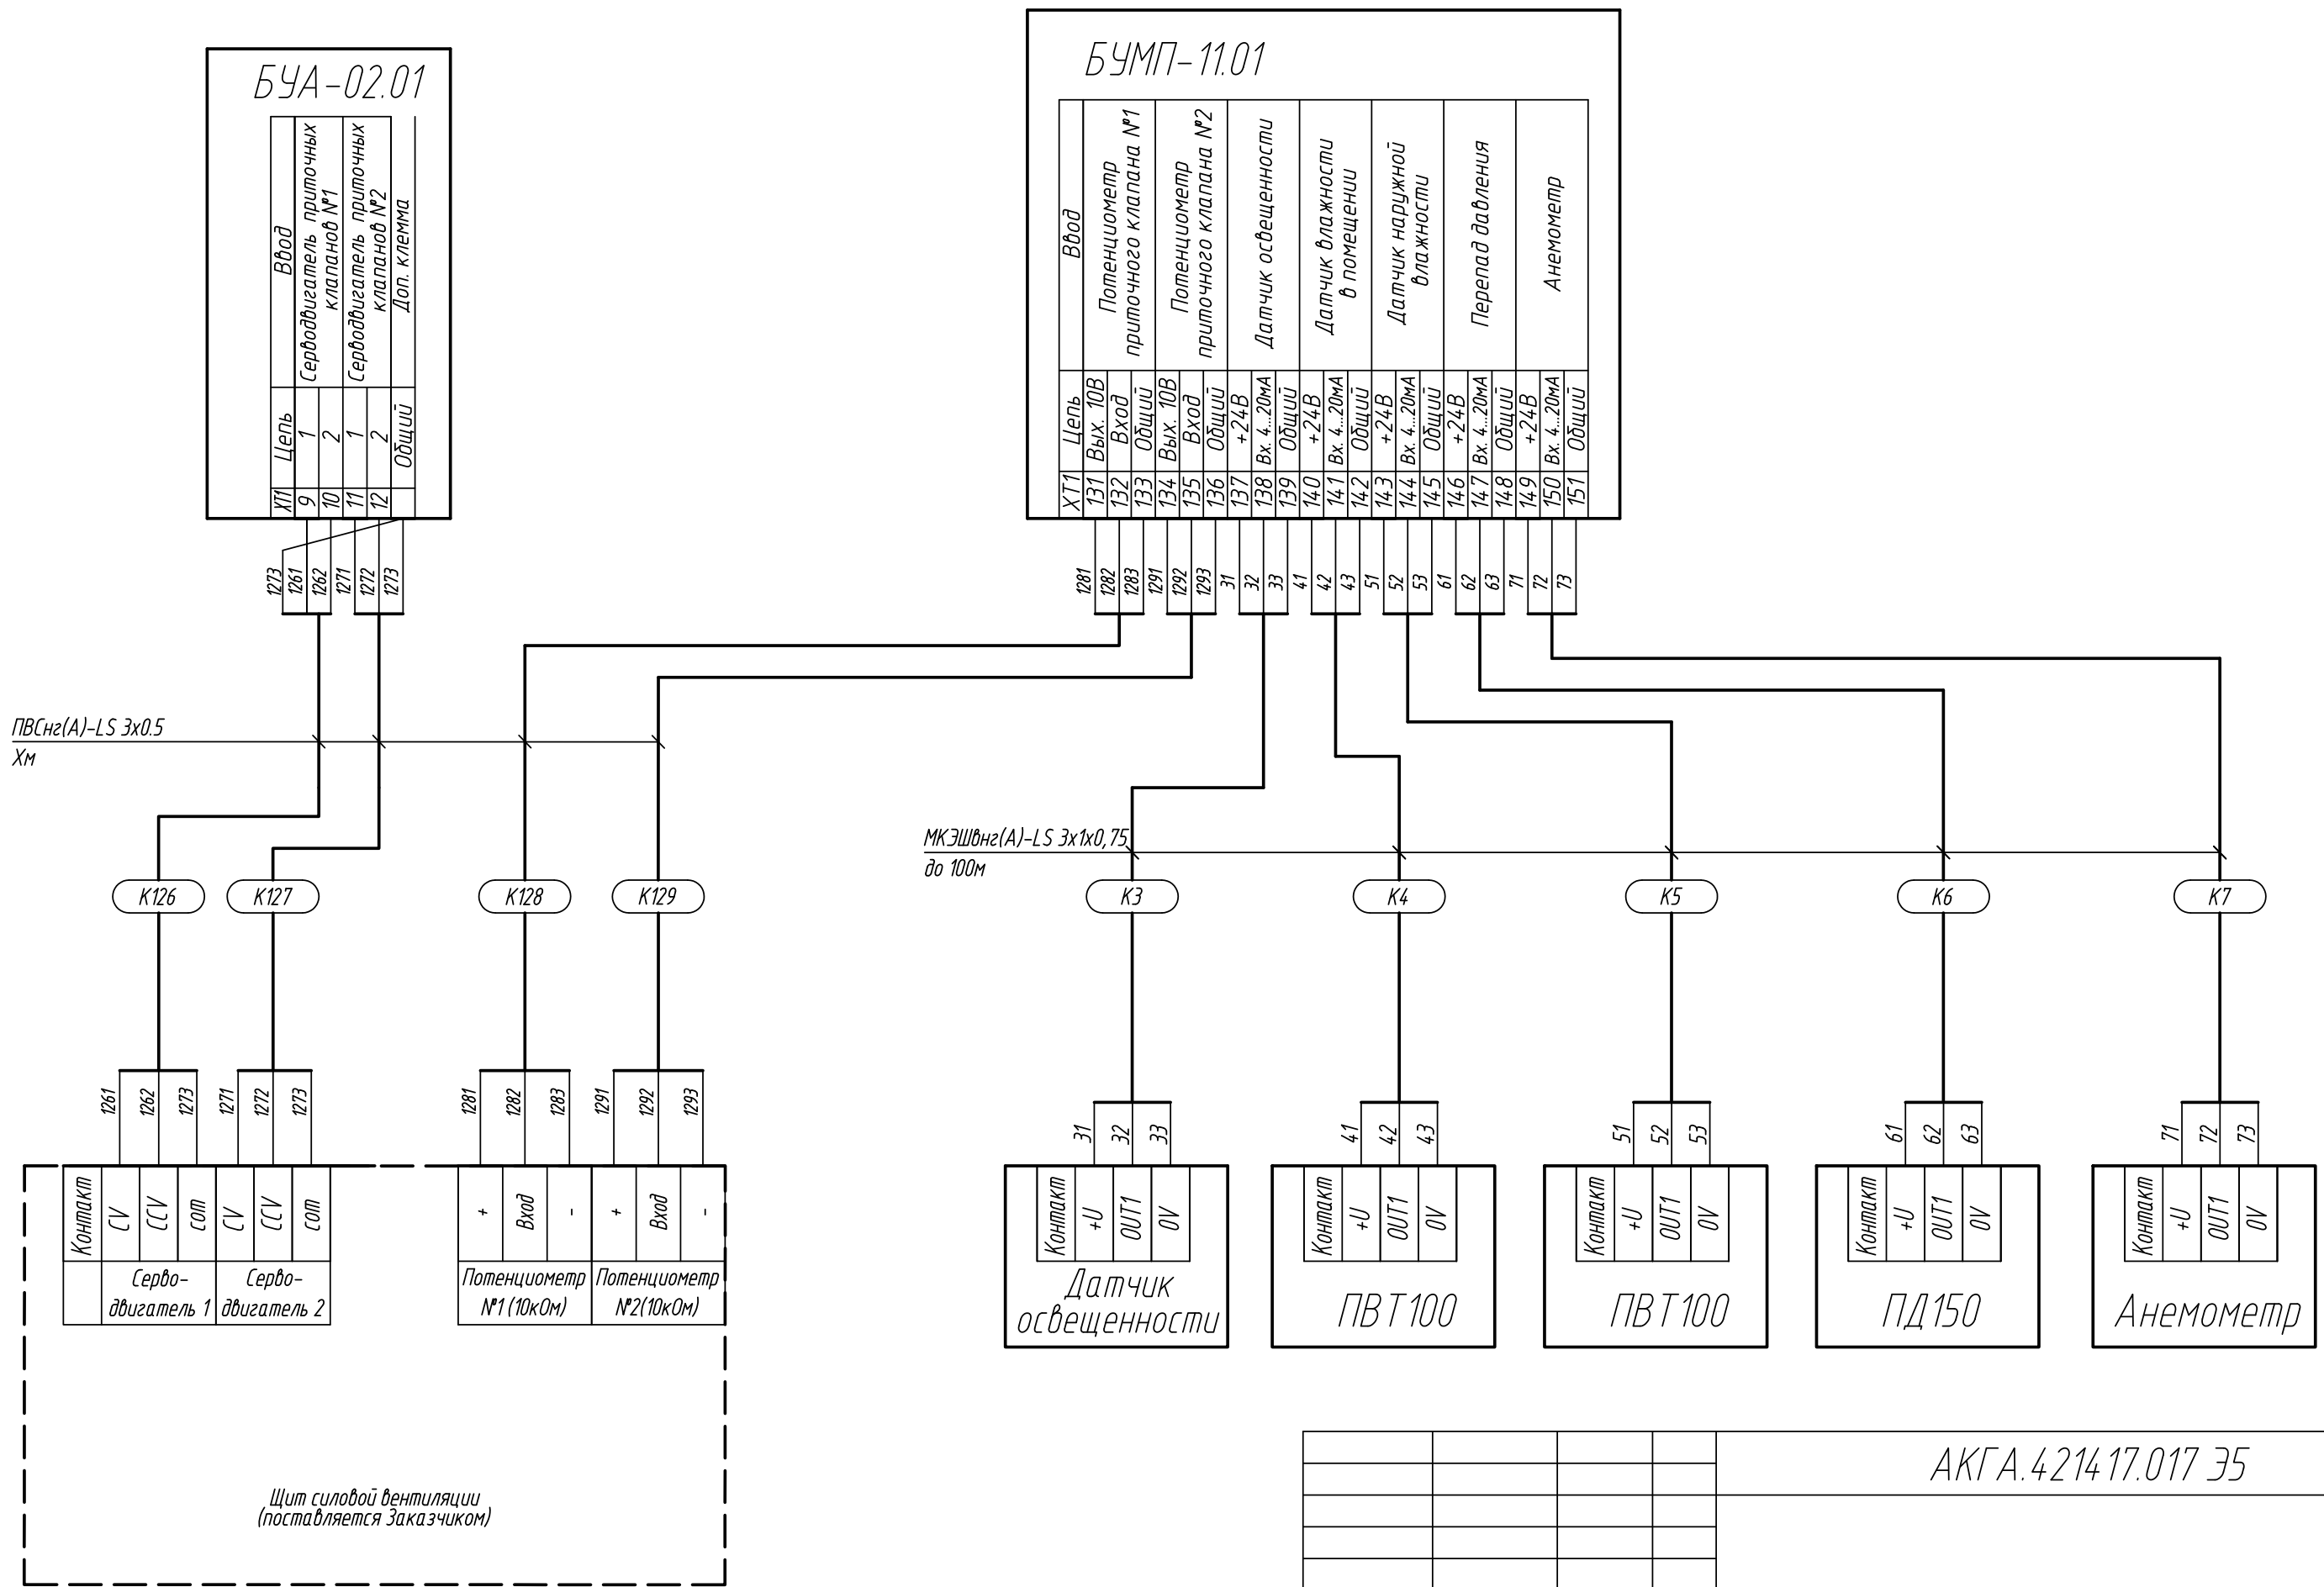 БУА-02.01
ХТ1
Цепь
Ввод
9
1
10
2
Серводвигатель приточных
клапанов №1
11
1
12
2
Серводвигатель приточных
клапанов №2
Общий
Доп. клемма
1273
1261
1262
1271
1272
1273
БУМП-11.01
ХТ1
Цепь
Ввод
131
Вых. 10В
132
Вход
133
Общий
Потенциометр
приточного клапана №1
134
Вых. 10В
135
Вход
136
Общий
Потенциометр
приточного клапана №2
137
+24В
138
Вх. 4...20мА
139
Общий
Датчик освещенности
140
+24В
141
Вх. 4...20мА
142
Общий
Датчик влажности
в помещении
143
+24В
144
Вх. 4...20мА
145
Общий
Датчик наружной
влажности
146
+24В
147
Вх. 4...20мА
148
Общий
Перепад давления
149
+24В
150
Вх. 4...20мА
151
Общий
Анемометр
1281
1282
1283
1291
1292
1293
31
32
33
41
42
43
51
52
53
61
62
63
71
72
73
ПВСнг(А)-LS 3х0.5
Хм
МКЭШВнг(А)-LS 3х1х0,75
до 100м
К126
К127
К128
К129
К3
К4
К5
К6
К7
1261
1262
1273
1271
1272
1273
1281
1282
1283
1291
1292
1293
31
32
33
41
42
43
51
52
53
61
62
63
71
72
73
Контакт
CV
CCV
com
CV
CCV
com
Серво-
двигатель 1
Серво-
двигатель 2
+
Вход
-
+
Вход
-
Потенциометр
№1 (10кОм)
Потенциометр
№2(10кОм)
Щит силовой вентиляции
(поставляется Заказчиком)
Контакт
+U
OUT1
0V
Датчик
освещенности
Контакт
+U
OUT1
0V
ПВТ100
Контакт
+U
OUT1
0V
ПВТ100
Контакт
+U
OUT1
0V
ПД150
Контакт
+U
OUT1
0V
Анемометр
АКГА.421417.017 Э5